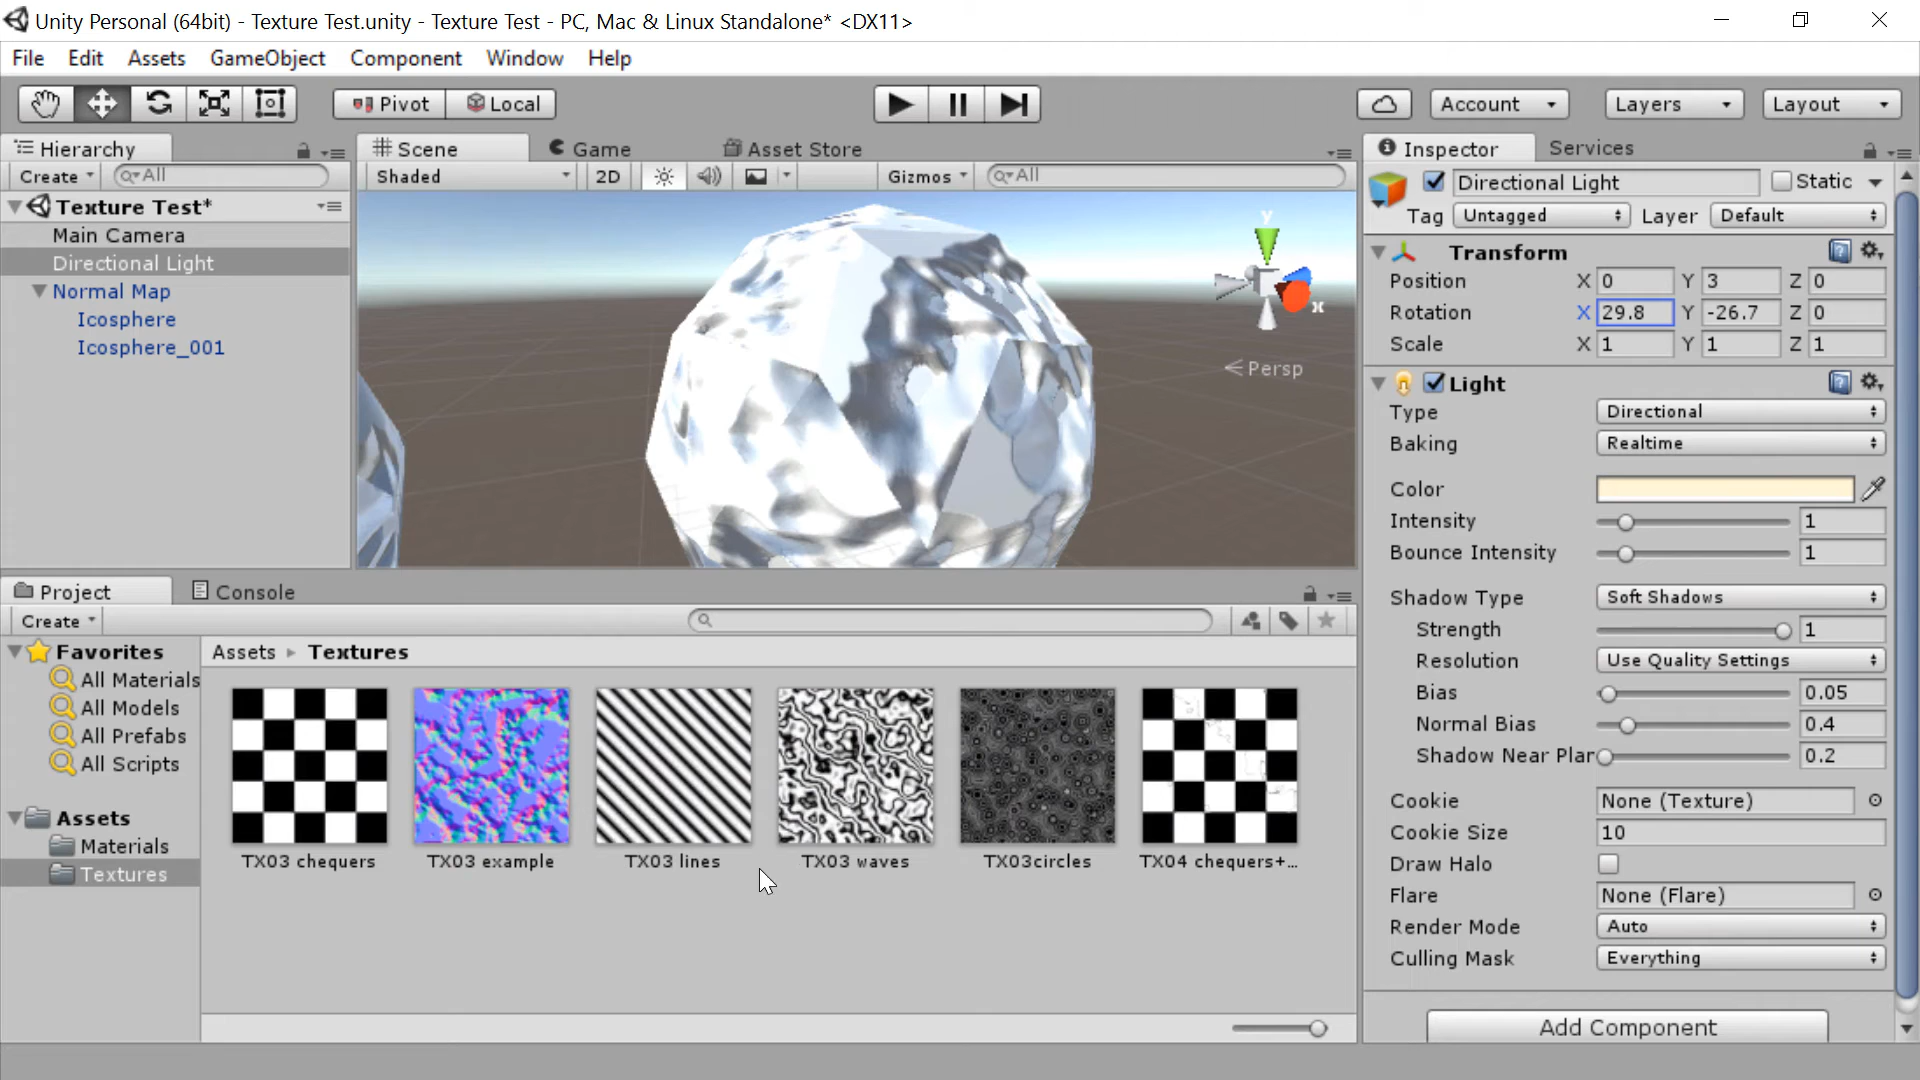 Unity Personal (64bit) - Texture Test.unity - Texture Test - PC, Mac & Linux Standalone* <DX11>
File Edit Assets GameObject Component Window Help
Pivot Local Account Layers Layout
Hierarchy
Create All
Texture Test*
Main Camera
Directional Light
Normal Map
Icosphere
Icosphere_001
Scene Game Asset Store
Shaded 2D Gizmos All
y
x
Persp
Project Console
Create
Favorites
All Materials
All Models
All Prefabs
All Scripts
Assets
Materials
Textures
Assets Textures
TX03 chequers TX03 example TX03 lines TX03 waves TX03circles TX04 chequers+...
Inspector Services
Directional Light Static
Tag Untagged Layer Default
Transform
Position X 0 Y 3 Z 0
Rotation X 29.8 Y -26.7 Z 0
Scale X 1 Y 1 Z 1
Light
Type Directional
Baking Realtime
Color
Intensity 1
Bounce Intensity 1
Shadow Type Soft Shadows
Strength 1
Resolution Use Quality Settings
Bias 0.05
Normal Bias 0.4
Shadow Near Plar 0.2
Cookie None (Texture)
Cookie Size 10
Draw Halo
Flare None (Flare)
Render Mode Auto
Culling Mask Everything
Add Component